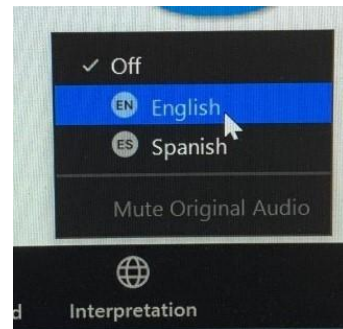 Off
EN English
ES Spanish
Mute Original Audio
d Interpretation